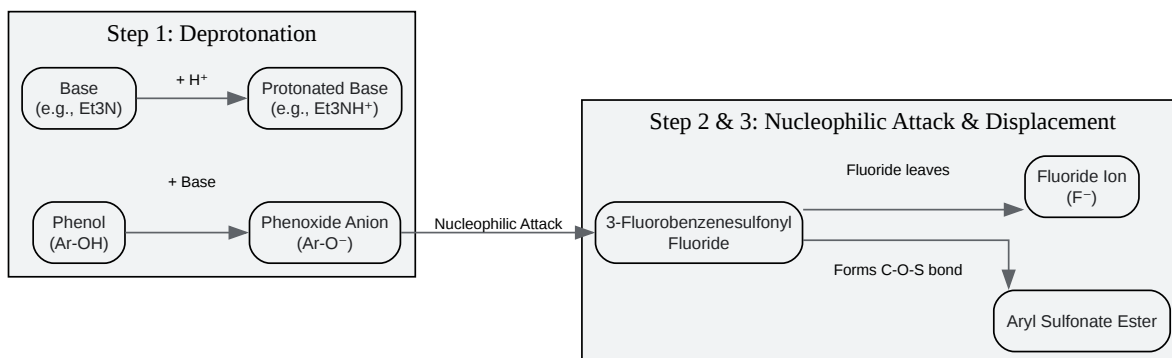 Step 1: Deprotonation
+ H⁺
Base
(e.g., Et3N)
Protonated Base
(e.g., Et3NH⁺)
+ Base
Phenol
(Ar-OH)
Phenoxide Anion
(Ar-O⁻)
Nucleophilic Attack
Step 2 & 3: Nucleophilic Attack & Displacement
3-Fluorobenzenesulfonyl
Fluoride
Fluoride leaves
Fluoride Ion
(F⁻)
Forms C-O-S bond
Aryl Sulfonate Ester